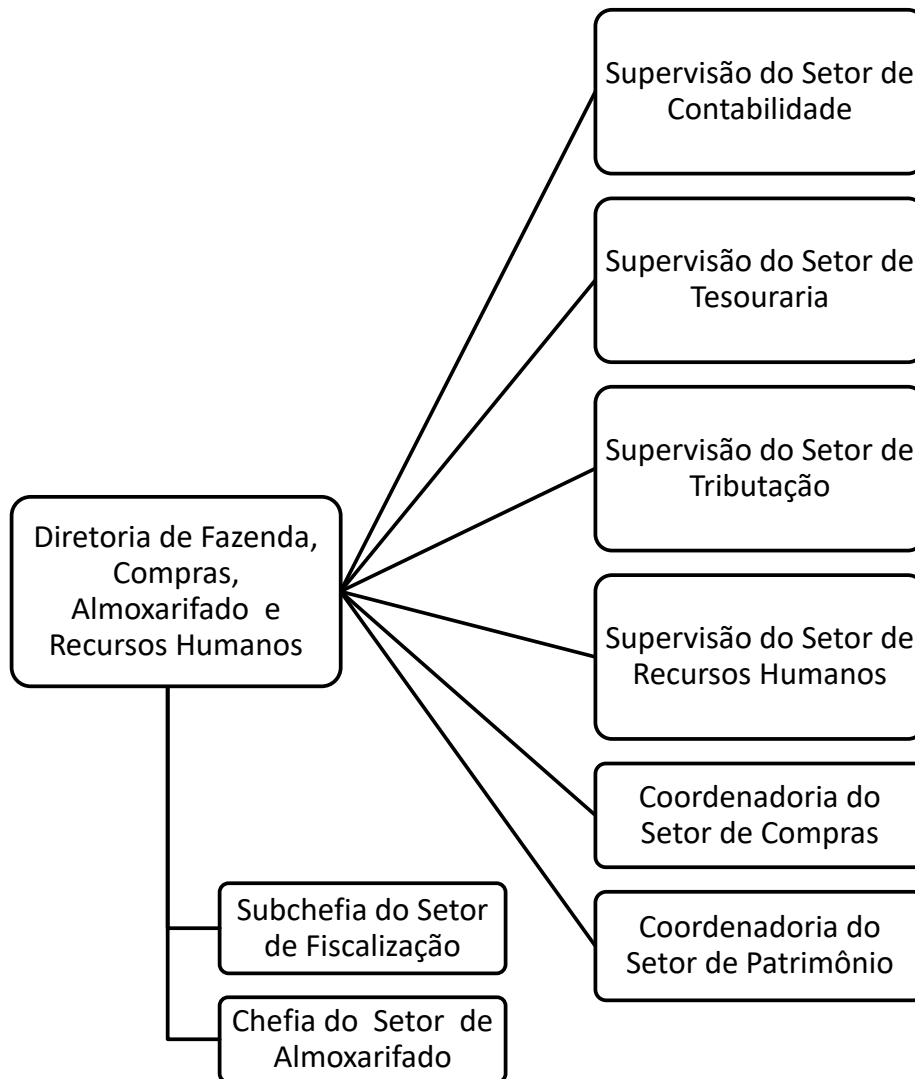 Supervisão do Setor de
Contabilidade
Supervisão do Setor de
Tesouraria
Supervisão do Setor de
Tributação
Diretoria de Fazenda,
Compras,
Almoxarifado e
Recursos Humanos
Supervisão do Setor de
Recursos Humanos
Coordenadoria do
Setor de Compras
Subchefia do Setor
de Fiscalização
Coordenadoria do
Setor de Patrimônio
Chefia do Setor de
Almoxarifado